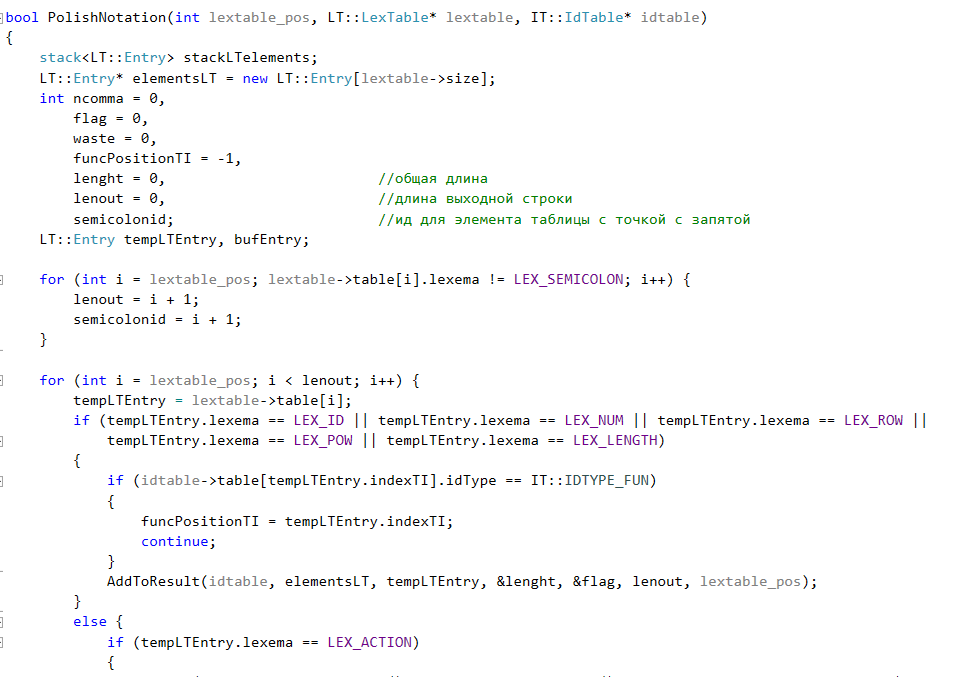 bool PolishNotation(int lextable_pos, LT::LexTable* lextable, IT::IdTable* idtable)
{
    stack<LT::Entry> stackLTelements;
    LT::Entry* elementsLT = new LT::Entry[lextable->size];
    int ncomma = 0,
        flag = 0,
        waste = 0,
        funcPositionTI = -1,
        lenght = 0,                         //общая длина
        lenout = 0,                         //длина выходной строки
        semicolonid;                        //ид для элемента таблицы с точкой с запятой
    LT::Entry tempLTEntry, bufEntry;

    for (int i = lextable_pos; lextable->table[i].lexema != LEX_SEMICOLON; i++) {
        lenout = i + 1;
        semicolonid = i + 1;
    }

    for (int i = lextable_pos; i < lenout; i++) {
        tempLTEntry = lextable->table[i];
        if (tempLTEntry.lexema == LEX_ID || tempLTEntry.lexema == LEX_NUM || tempLTEntry.lexema == LEX_ROW ||
            tempLTEntry.lexema == LEX_POW || tempLTEntry.lexema == LEX_LENGTH)
        {
            if (idtable->table[tempLTEntry.indexTI].idType == IT::IDTYPE_FUN)
            {
                funcPositionTI = tempLTEntry.indexTI;
                continue;
            }
            AddToResult(idtable, elementsLT, tempLTEntry, &lenght, &flag, lenout, lextable_pos);
        }
        else {
            if (tempLTEntry.lexema == LEX_ACTION)
            {